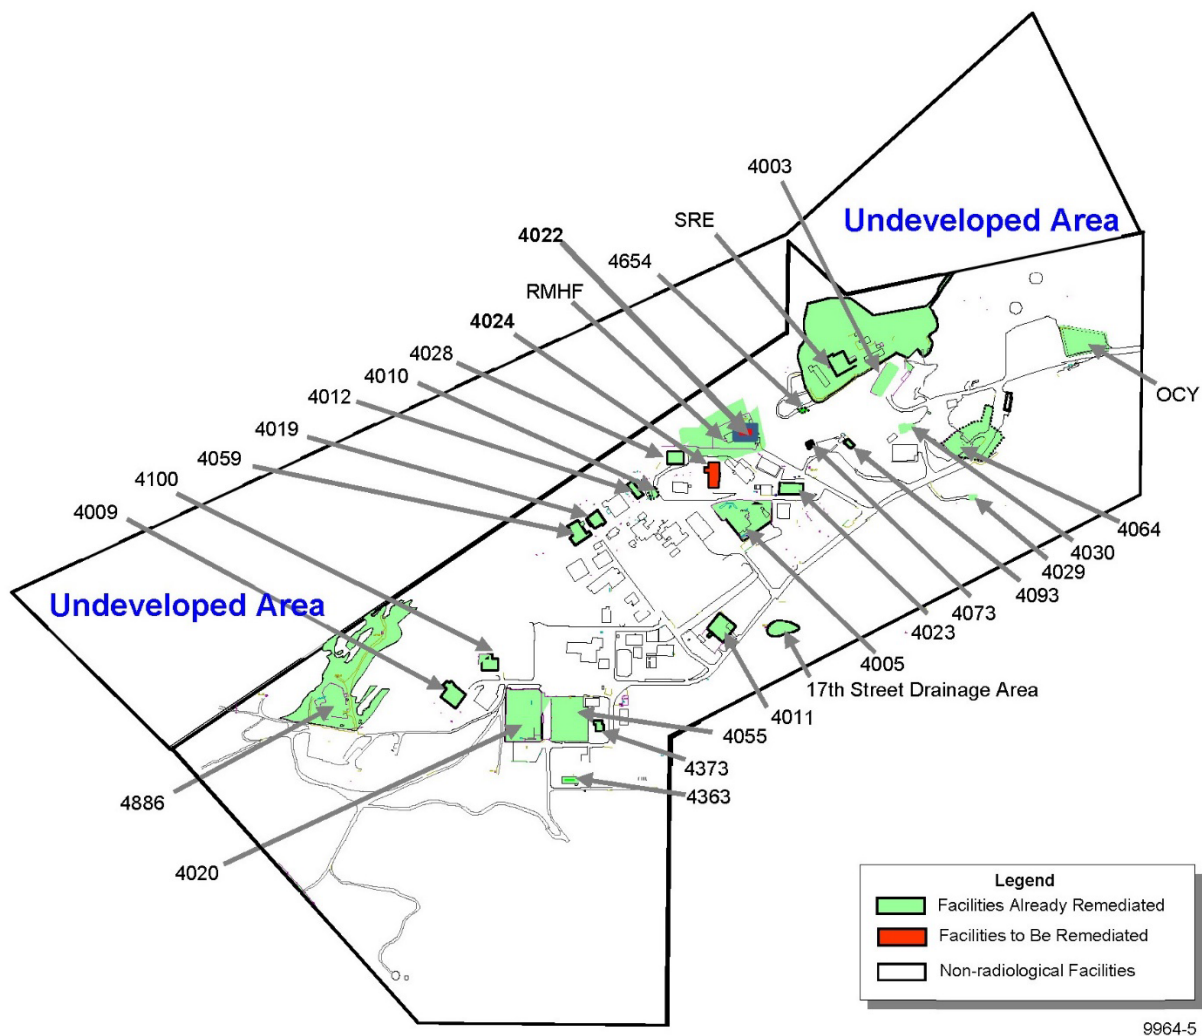 4003
Undeveloped Area
SRE
4022
4654
RMHF
4024
4028
4010
4012
4019
4059
4100
4009
OCY
4064
4030
4029
4093
4073
4023
4005
17th Street Drainage Area
4011
Undeveloped Area
4055
4373
4363
4886
4020
Legend
Facilities Already Remediated
Facilities to Be Remediated
Non-radiological Facilities
9964-5